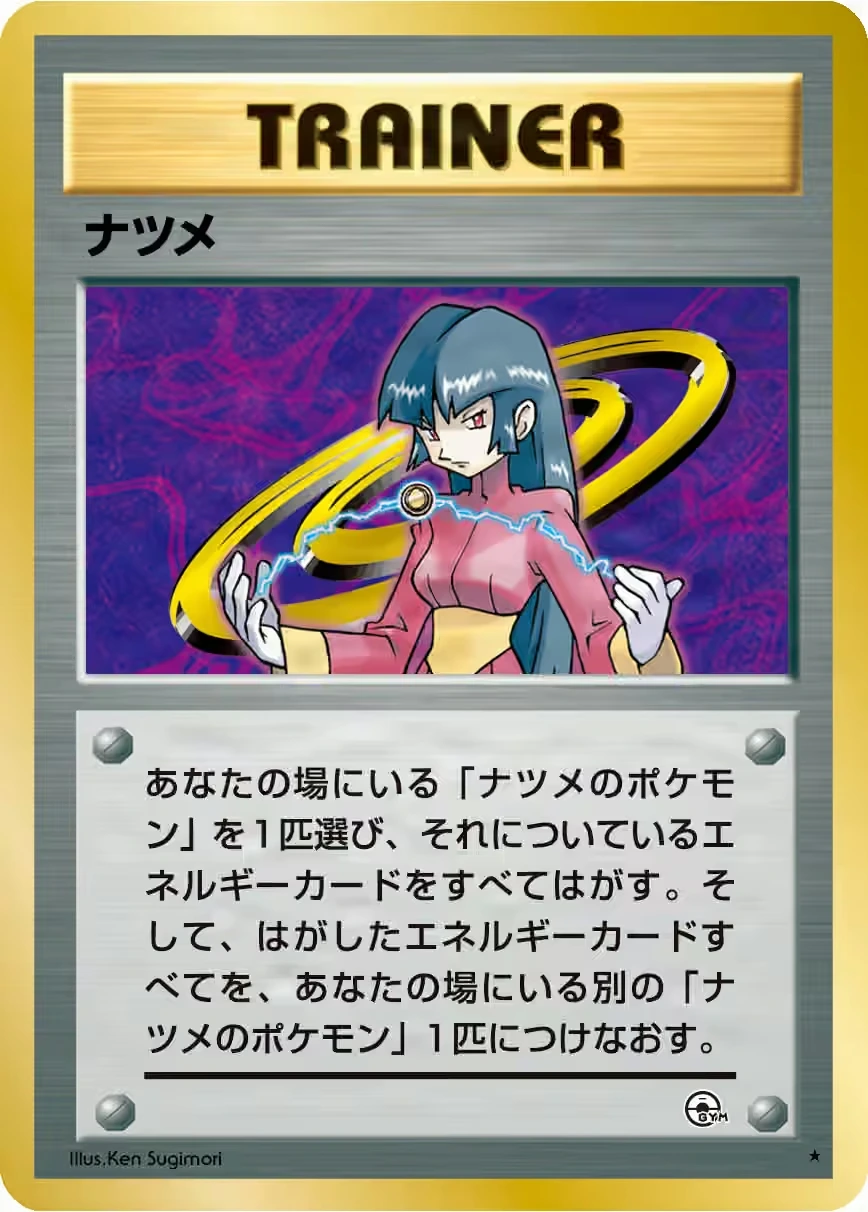 TRAINER
ナツメ
あなたの場にいる「ナツメのポケモ
ン」を1匹選び、それについているエ
ネルギーカードをすべてはがす。そ
して、はがしたエネルギーカードす
べてを、あなたの場にいる別の「ナ
ツメのポケモン」1匹につけなおす。
GYM
Illus.Ken Sugimori
★